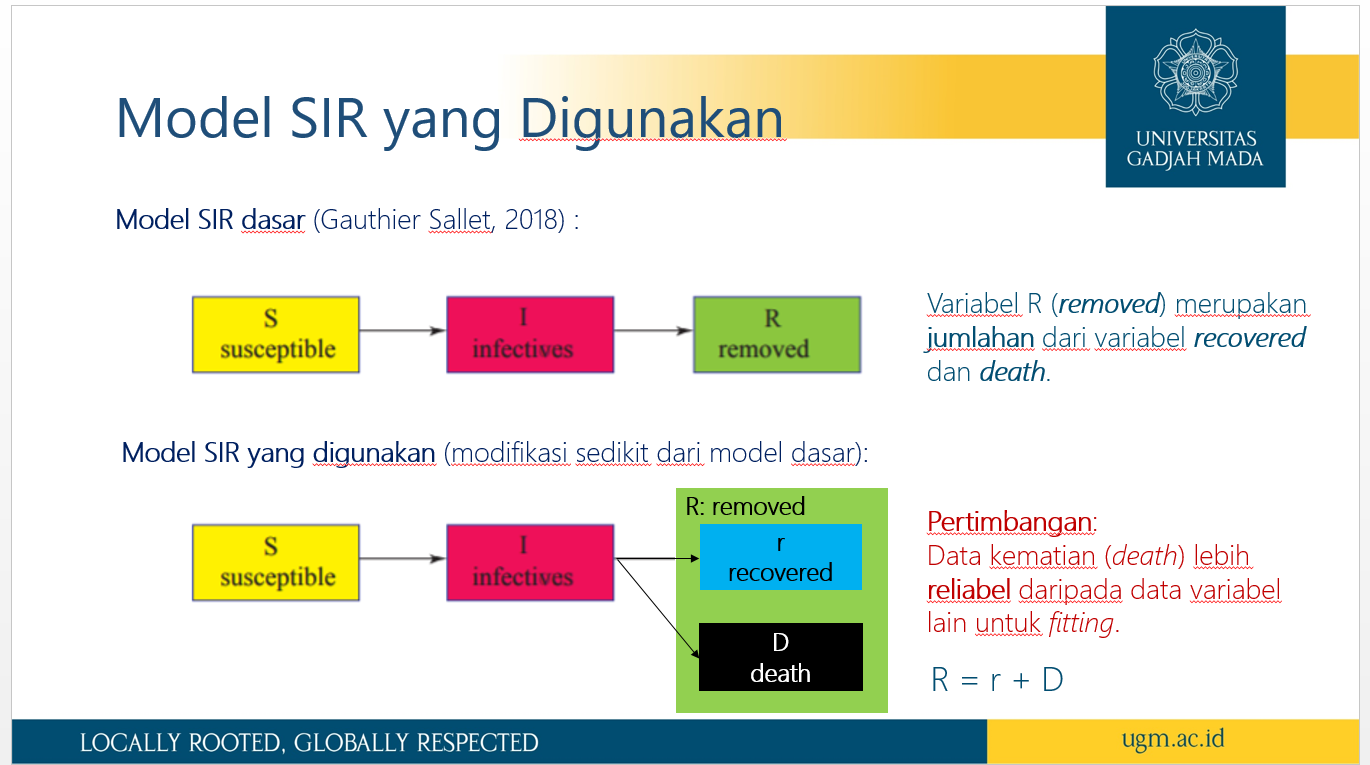 Model SIR yang Digunakan
UNIVERSITAS
GADJAH MADA
Model SIR dasar (Gauthier Sallet, 2018) :
S
susceptible
I
infectives
R
removed
Variabel R (removed) merupakan
jumlahan dari variabel recovered
dan death.
Model SIR yang digunakan (modifikasi sedikit dari model dasar):
S
susceptible
I
infectives
R: removed
r
recovered
D
death
Pertimbangan:
Data kematian (death) lebih
reliabel daripada data variabel
lain untuk fitting.
R = r + D
LOCALLY ROOTED, GLOBALLY RESPECTED
ugm.ac.id